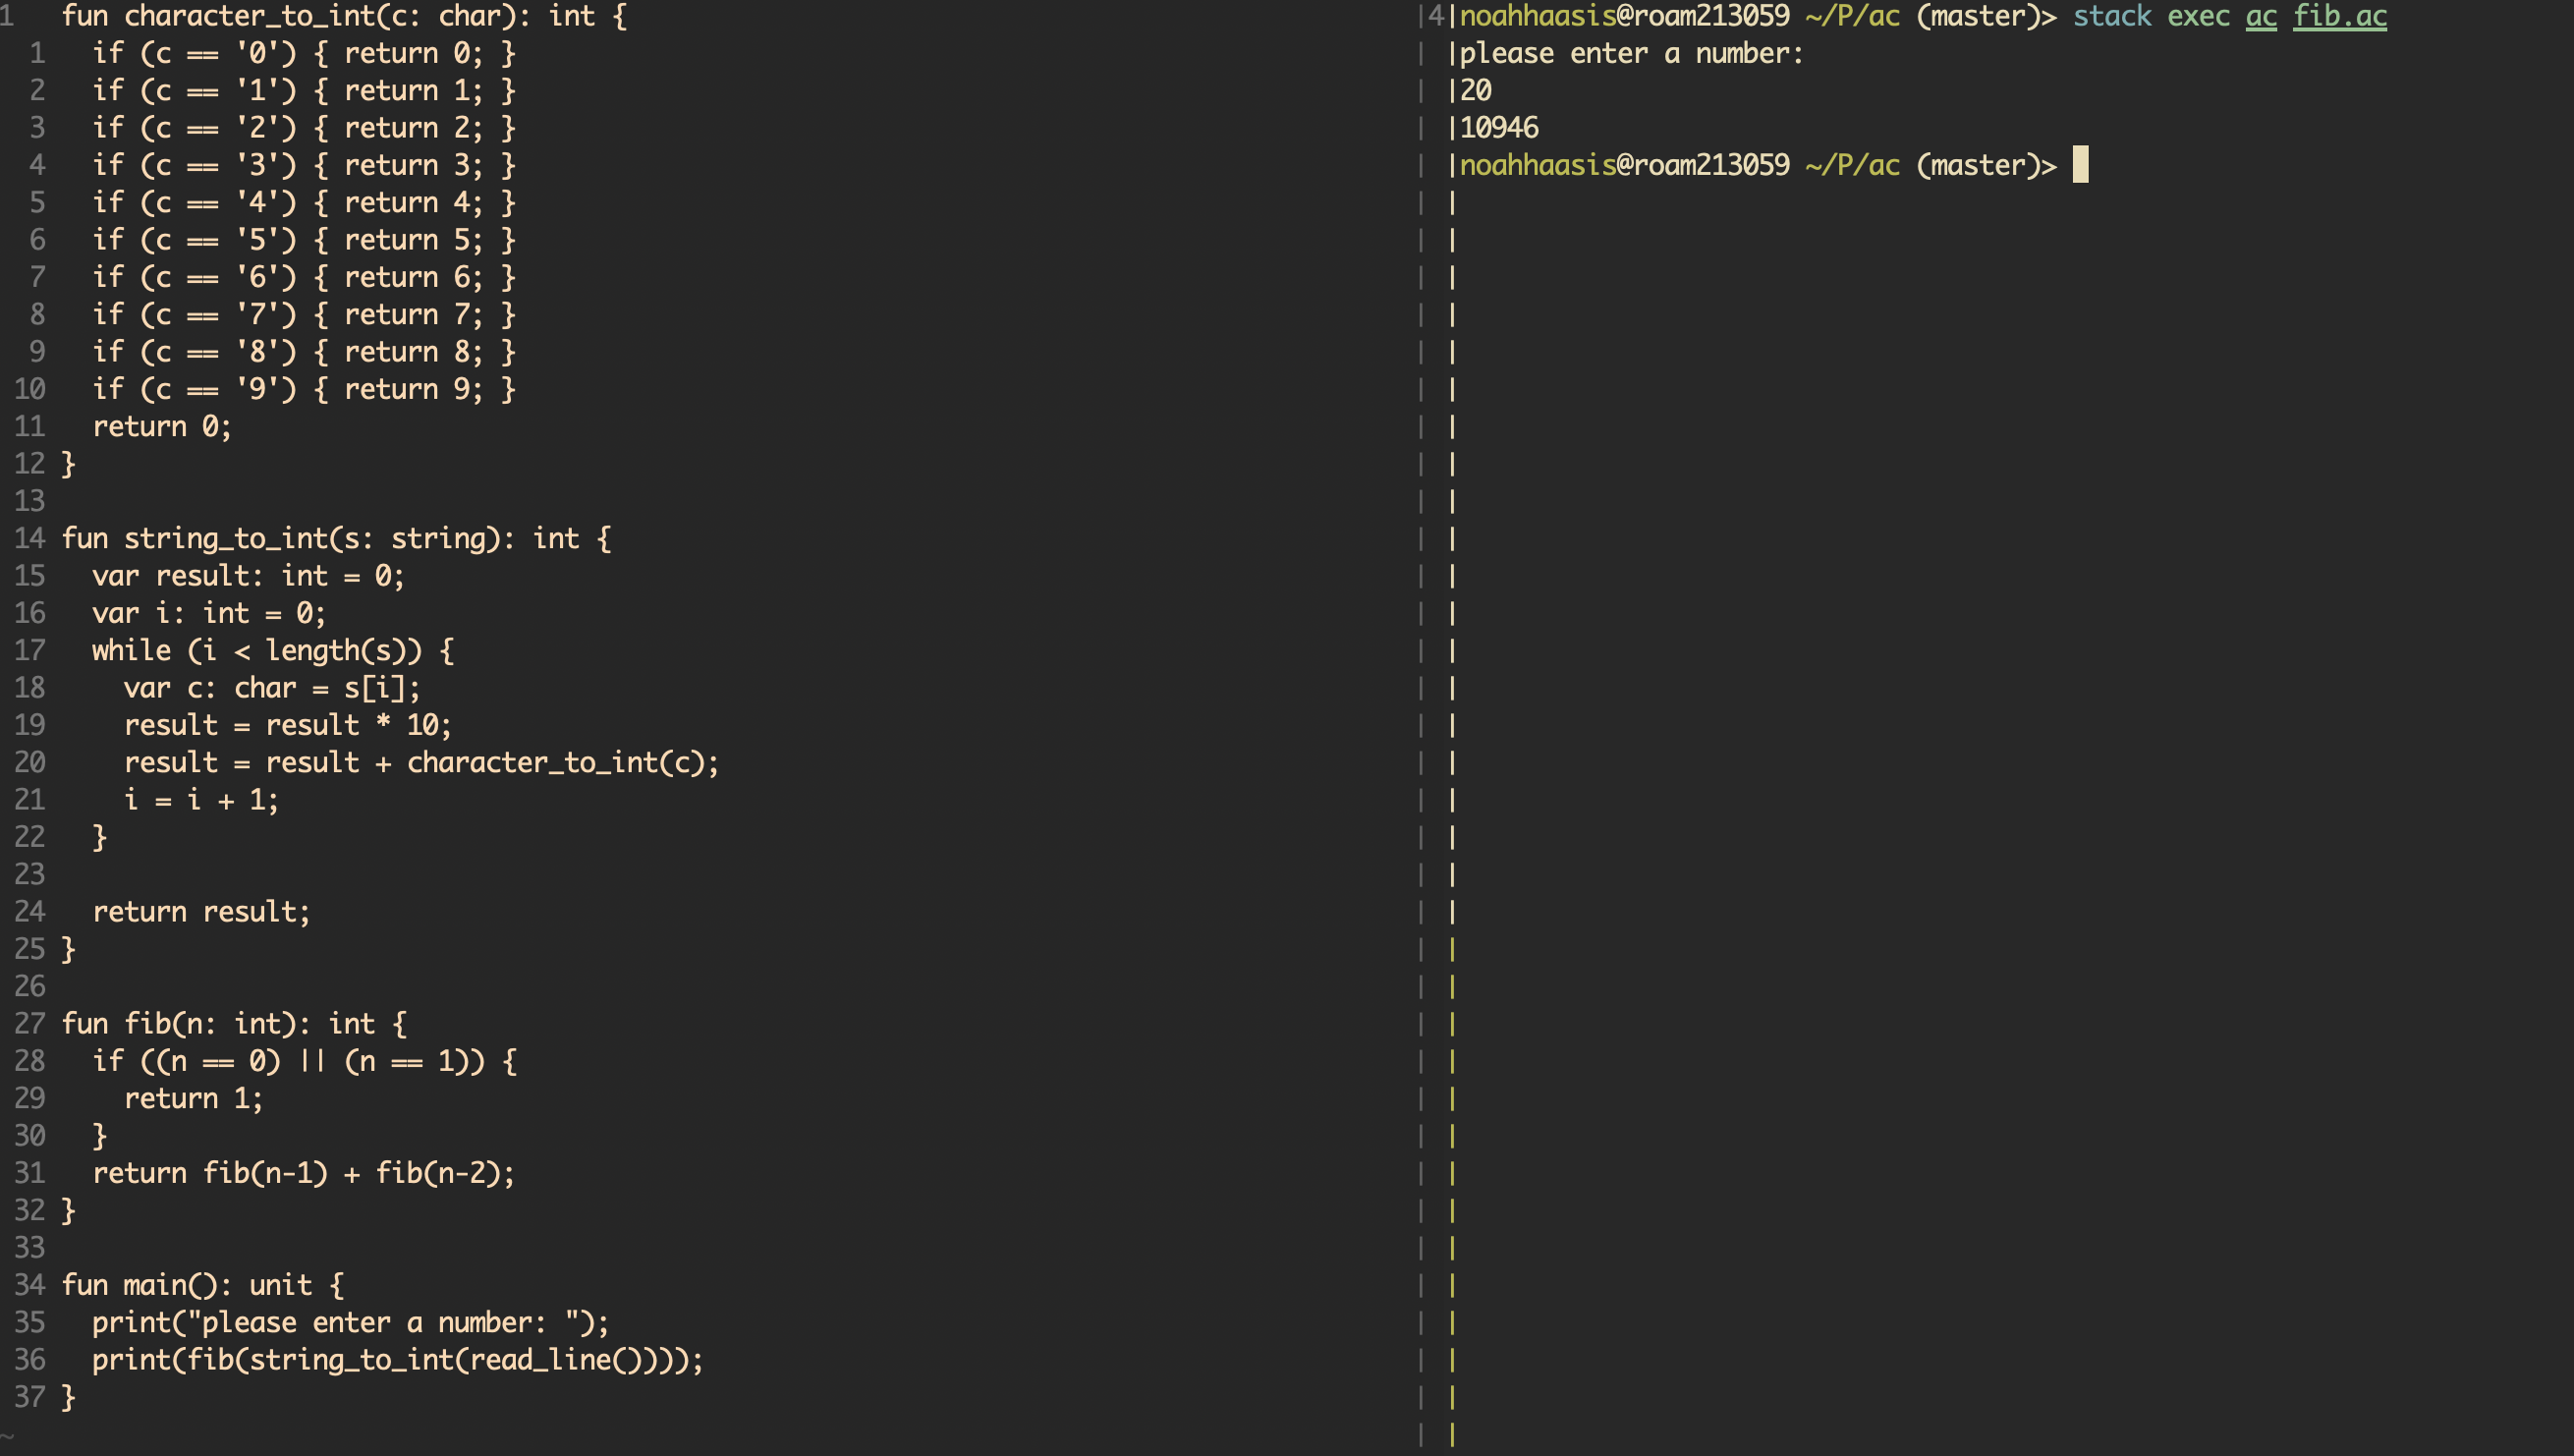 1   fun character_to_int(c: char): int {
  1   if (c == '0') { return 0; }
  2   if (c == '1') { return 1; }
  3   if (c == '2') { return 2; }
  4   if (c == '3') { return 3; }
  5   if (c == '4') { return 4; }
  6   if (c == '5') { return 5; }
  7   if (c == '6') { return 6; }
  8   if (c == '7') { return 7; }
  9   if (c == '8') { return 8; }
 10   if (c == '9') { return 9; }
 11   return 0;
 12 }
 13
 14 fun string_to_int(s: string): int {
 15   var result: int = 0;
 16   var i: int = 0;
 17   while (i < length(s)) {
 18     var c: char = s[i];
 19     result = result * 10;
 20     result = result + character_to_int(c);
 21     i = i + 1;
 22   }
 23
 24   return result;
 25 }
 26
 27 fun fib(n: int): int {
 28   if ((n == 0) || (n == 1)) {
 29     return 1;
 30   }
 31   return fib(n-1) + fib(n-2);
 32 }
 33
 34 fun main(): unit {
 35   print("please enter a number: ");
 36   print(fib(string_to_int(read_line())));
 37 }
~
|4|noahhaasis@roam213059 ~/P/ac (master)> stack exec ac fib.ac
please enter a number:
20
10946
noahhaasis@roam213059 ~/P/ac (master)>